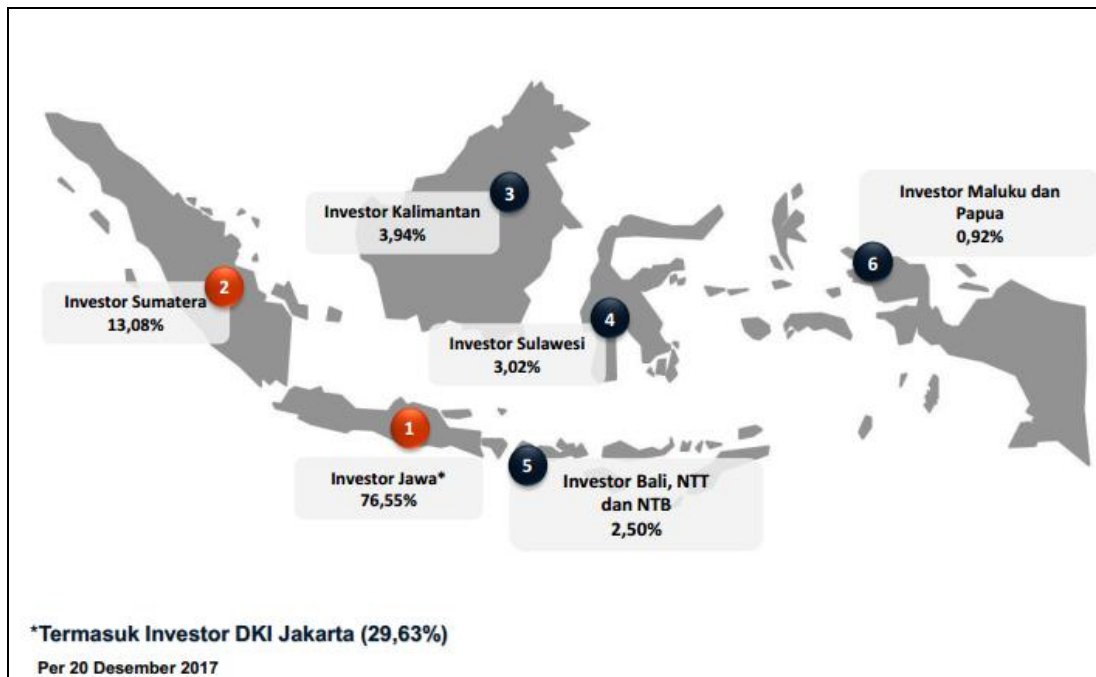 3
Investor Kalimantan
3,94%
Investor Maluku dan
Papua
0,92%
6
2
Investor Sumatera
13,08%
4
Investor Sulawesi
3,02%
1
Investor Jawa*
76,55%
5
Investor Bali, NTT
dan NTB
2,50%
*Termasuk Investor DKI Jakarta (29,63%)
Per 20 Desember 2017